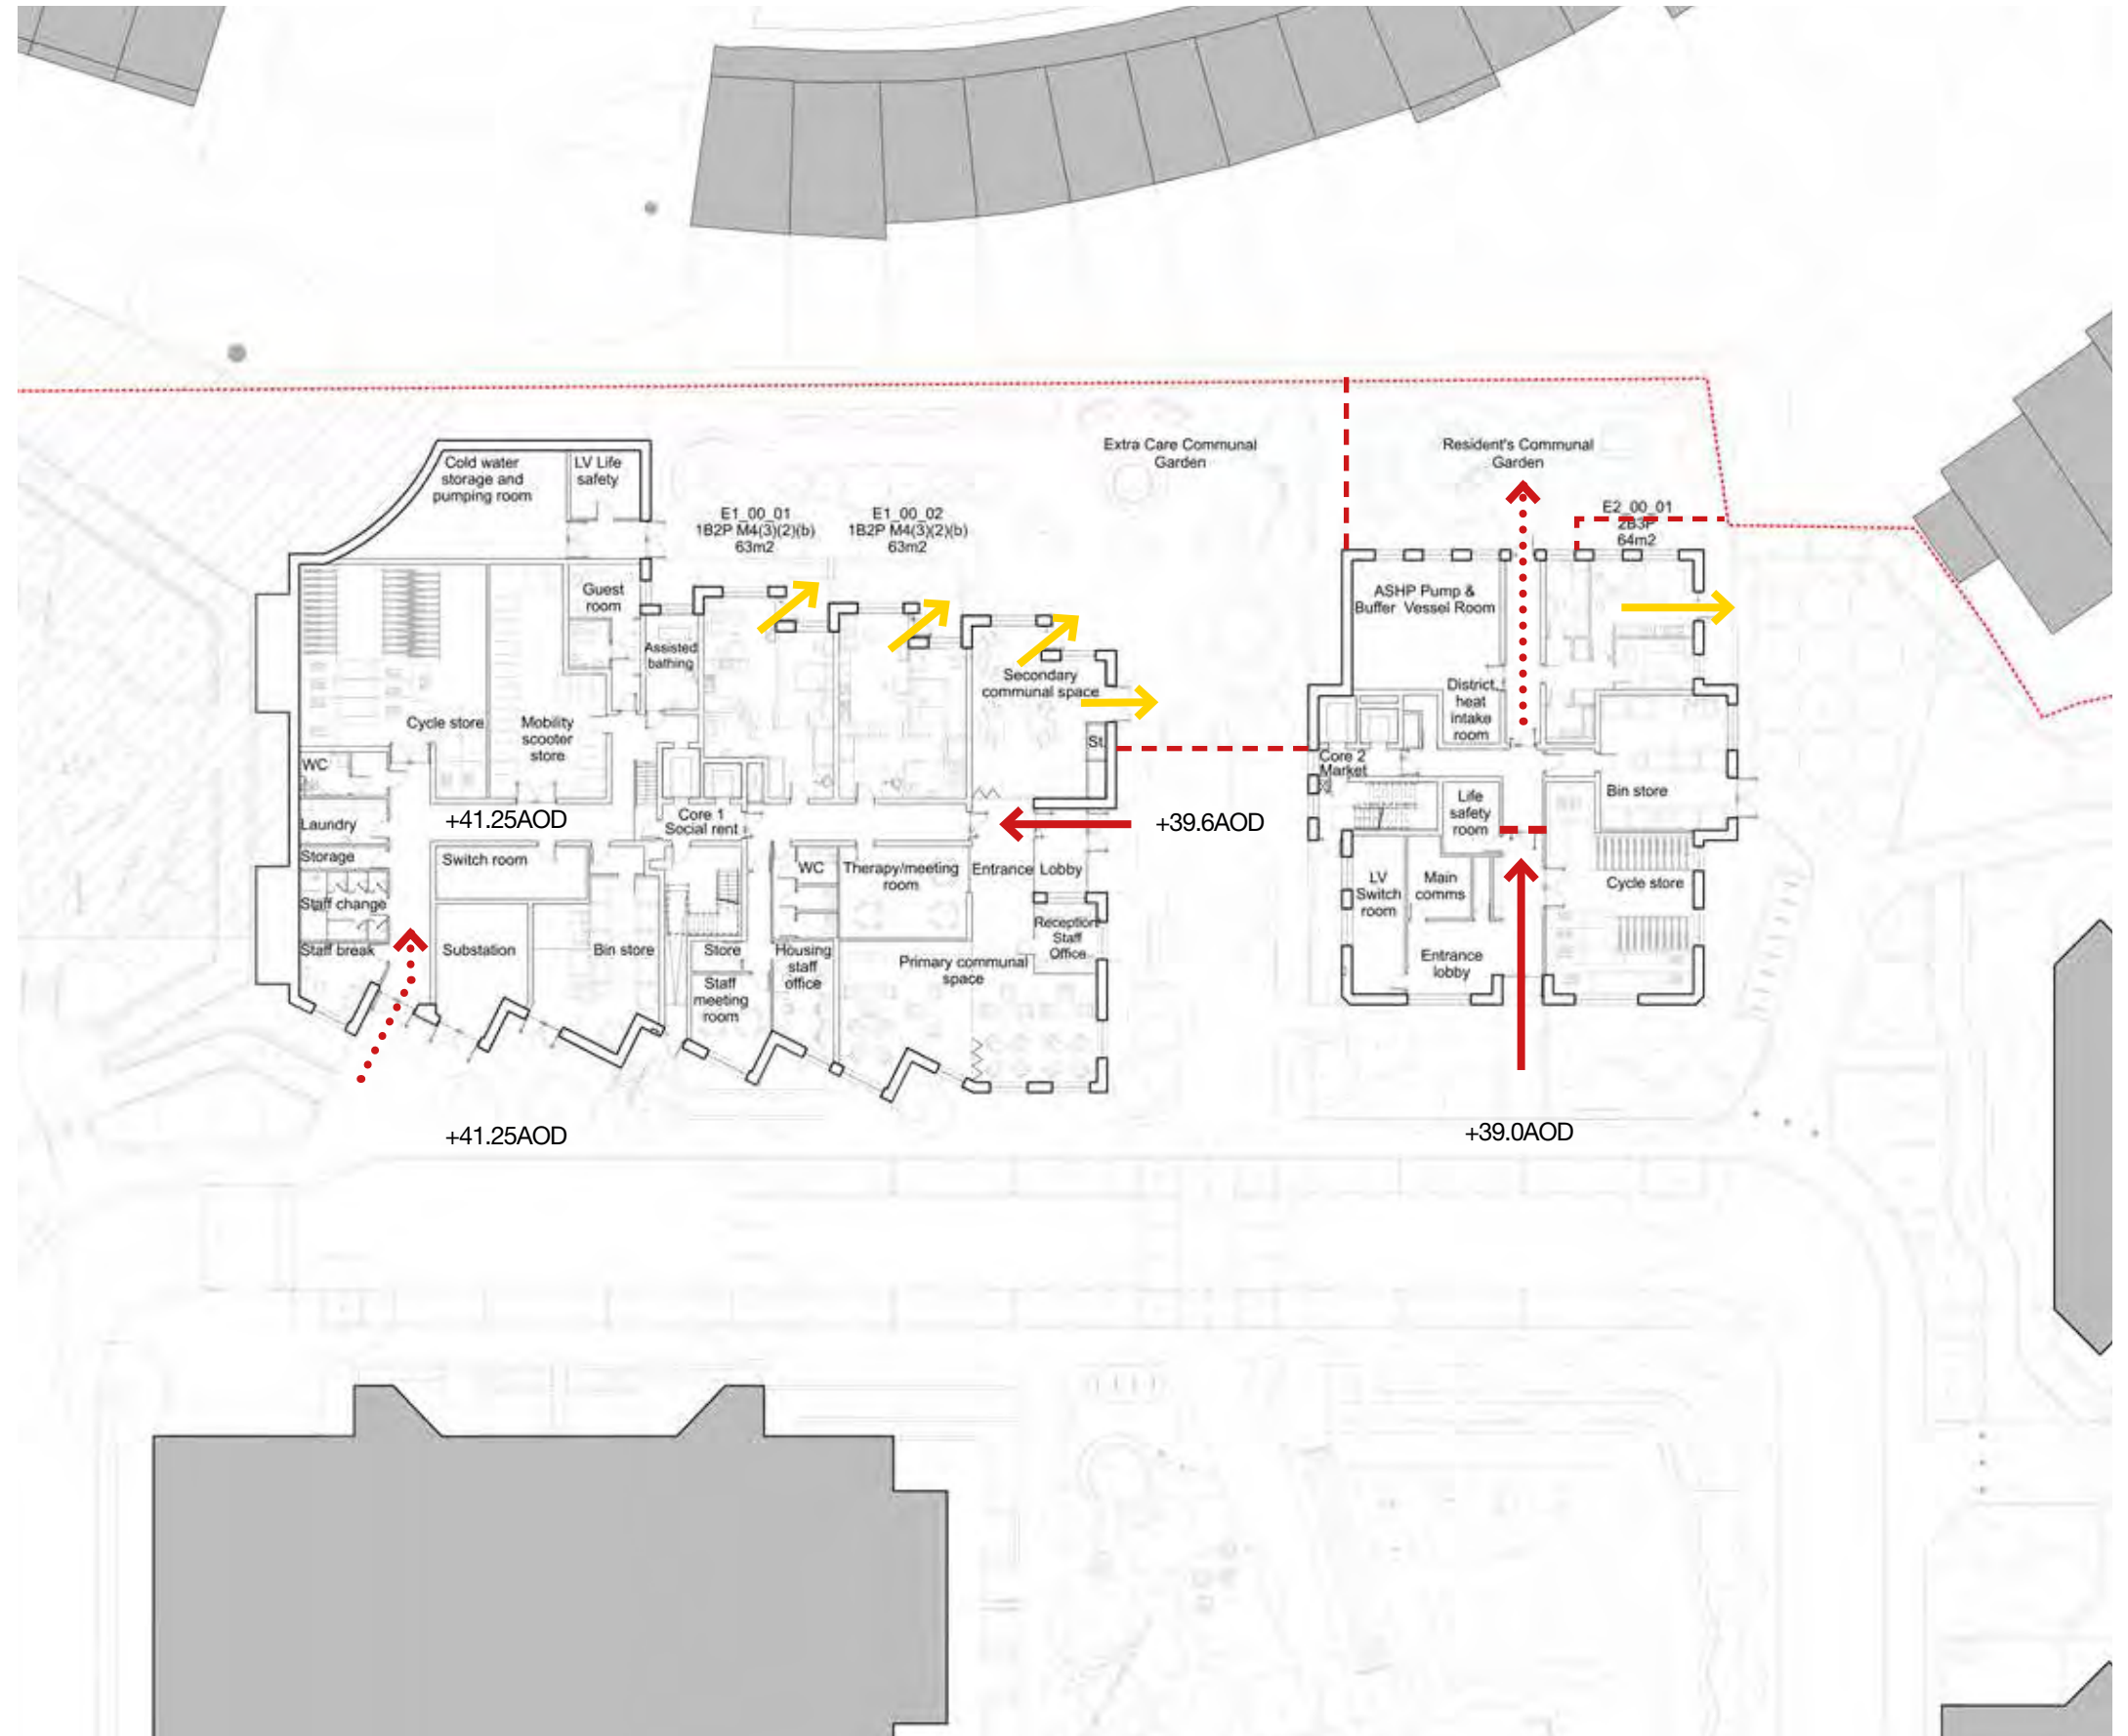 Extra Care Communal
Garden
Resident's Communal
Garden
Cold water
storage and
pumping room
LV Life
safety
E1_00_01
1B2P M4(3)(2)(b)
63m2
E1_00_02
1B2P M4(3)(2)(b)
63m2
E2_00_01
2B3P
64m2
Guest
room
ASHP Pump &
Buffer Vessel Room
Assisted
bathing
Secondary
communal space
District
heat
intake
room
Cycle store
Mobility
scooter
store
St.
WC
Core 2
Market
Bin store
Life
safety
room
+41.25AOD
Core 1
Social rent
+39.6AOD
Laundry
Storage
Switch room
WC
Therapy/meeting
room
Entrance
Lobby
LV
Switch
room
Main
comms
Cycle store
Staff change
Reception
Staff
Office
Staff break
Substation
Bin store
Store
Housing
staff
office
Primary communal
space
Entrance
lobby
Staff
meeting
room
+41.25AOD
+39.0AOD